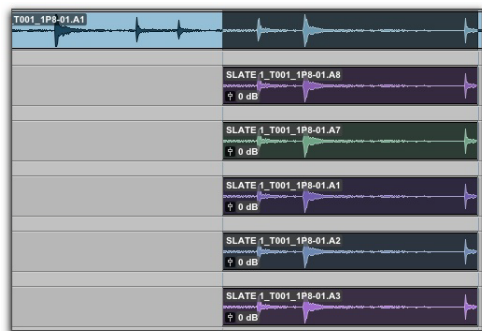 T001_1P8-01.A1
SLATE 1_T001_1P8-01.A8
0 dB
SLATE 1_T001_1P8-01.A7
0 dB
SLATE 1_T001_1P8-01.A1
0 dB
SLATE 1_T001_1P8-01.A2
0 dB
SLATE 1_T001_1P8-01.A3
0 dB